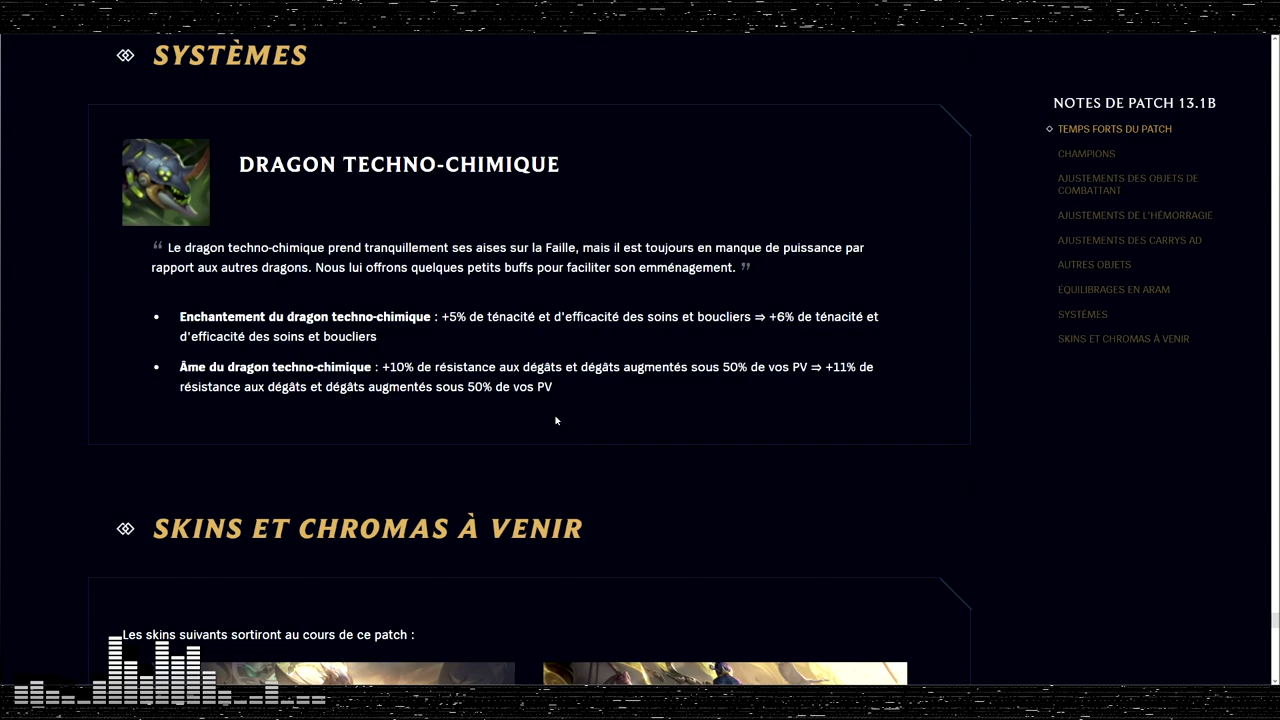 SYSTÈMES
DRAGON TECHNO-CHIMIQUE
“ Le dragon techno-chimique prend tranquillement ses aises sur la Faille, mais il est toujours en manque de puissance par
rapport aux autres dragons. Nous lui offrons quelques petits buffs pour faciliter son emménagement. ”
• Enchantement du dragon techno-chimique : +5% de ténacité et d'efficacité des soins et boucliers ⇒ +6% de ténacité et
d'efficacité des soins et boucliers
• Âme du dragon techno-chimique : +10% de résistance aux dégâts et dégâts augmentés sous 50% de vos PV ⇒ +11% de
résistance aux dégâts et dégâts augmentés sous 50% de vos PV
SKINS ET CHROMAS À VENIR
Les skins suivants sortiront au cours de ce patch :
NOTES DE PATCH 13.1B
TEMPS FORTS DU PATCH
CHAMPIONS
AJUSTEMENTS DES OBJETS DE
COMBATTANT
AJUSTEMENTS DE L'HÉMORRAGIE
AJUSTEMENTS DES CARRYS AD
AUTRES OBJETS
ÉQUILIBRAGES EN ARAM
SYSTÈMES
SKINS ET CHROMAS À VENIR